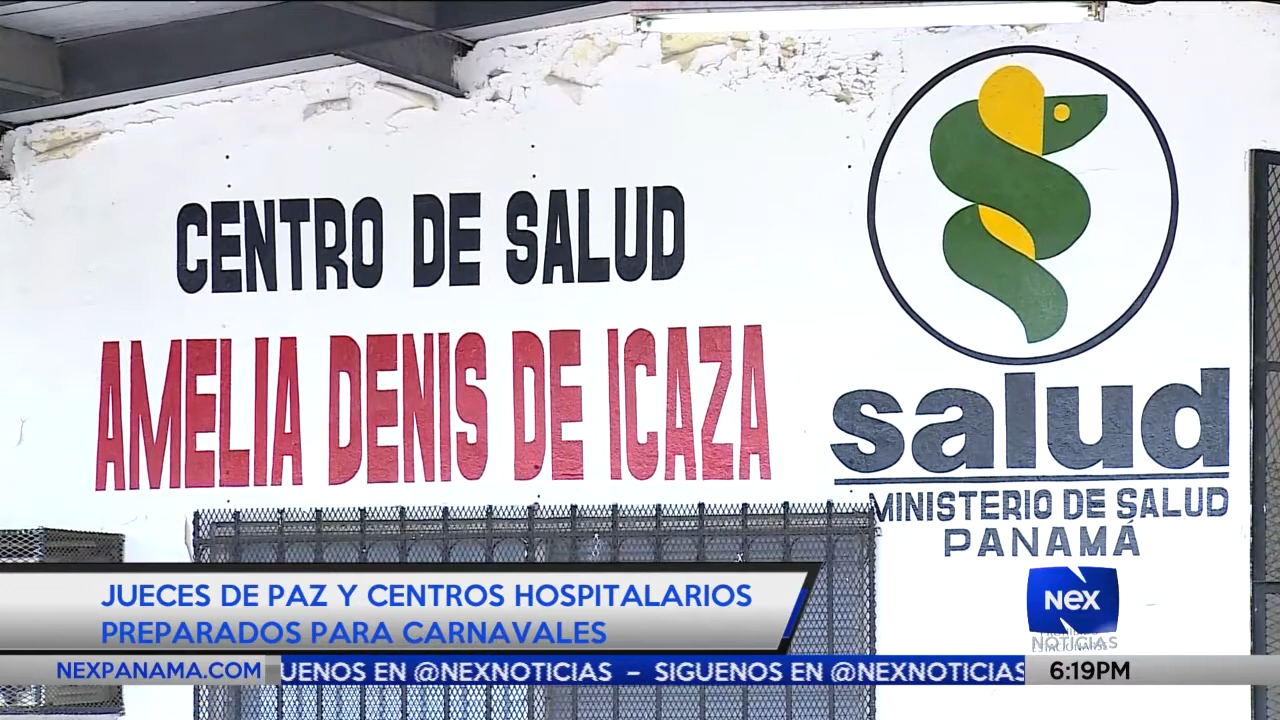 CENTRO DE SALUD
AMELIA DENIS DE ICAZA
salud
MINISTERIO DE SALUD
PANAMÁ
JUECES DE PAZ Y CENTROS HOSPITALARIOS
PREPARADOS PARA CARNAVALES
NEX
NOTICIAS
NEXPANAMA.COM
UENOS EN @NEXNOTICIAS – SIGUENOS EN @NEXNOTICIAS
6:19PM